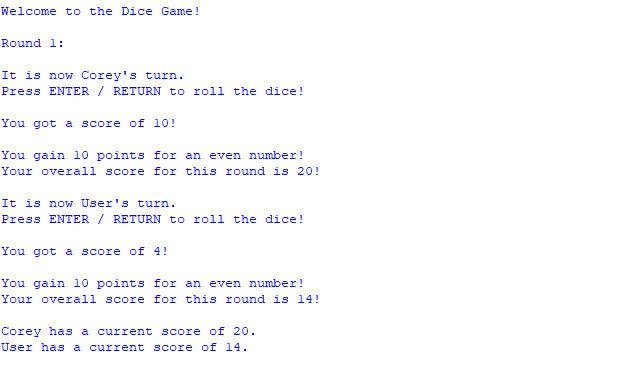 Welcome to the Dice Game!
Round 1:
It is now Corey's turn.
Press ENTER / RETURN to roll the dice!
You got a score of 10!
You gain 10 points for an even number!
Your overall score for this round is 20!
It is now User's turn.
Press ENTER / RETURN to roll the dice!
You got a score of 4!
You gain 10 points for an even number!
Your overall score for this round is 14!
Corey has a current score of 20.
User has a current score of 14.